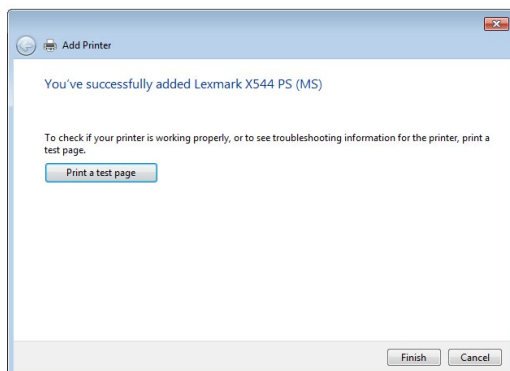 Add Printer
You've successfully added Lexmark X544 PS (MS)
To check if your printer is working properly, or to see troubleshooting information for the printer, print a
test page.
Print a test page
Finish Cancel